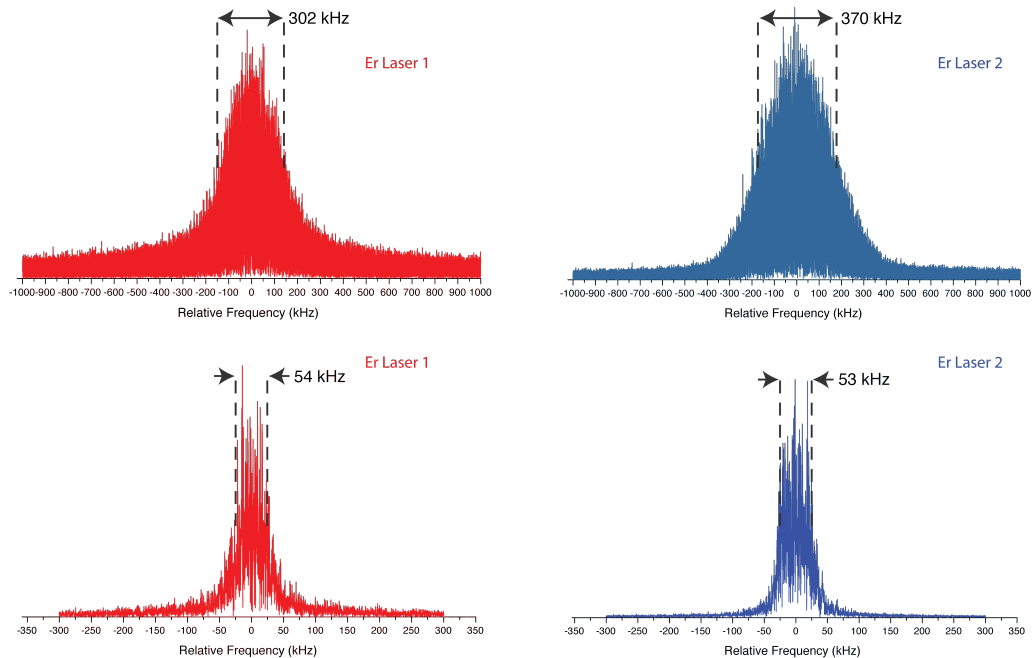 302 kHz
Er Laser 1
-1000-900 -800 -700 -600 -500 -400 -300 -200 -100 0 100 200 300 400 500 600 700 800 900 1000
Relative Frequency (kHz)
370 kHz
Er Laser 2
-1000-900 -800 -700 -600 -500 -400 -300 -200 -100 0 100 200 300 400 500 600 700 800 900 1000
Relative Frequency (kHz)
54 kHz
Er Laser 1
-350 -300 -250 -200 -150 -100 -50 0 50 100 150 200 250 300 350
Relative Frequency (kHz)
53 kHz
Er Laser 2
-350 -300 -250 -200 -150 -100 -50 0 50 100 150 200 250 300 350
Relative Frequency (kHz)